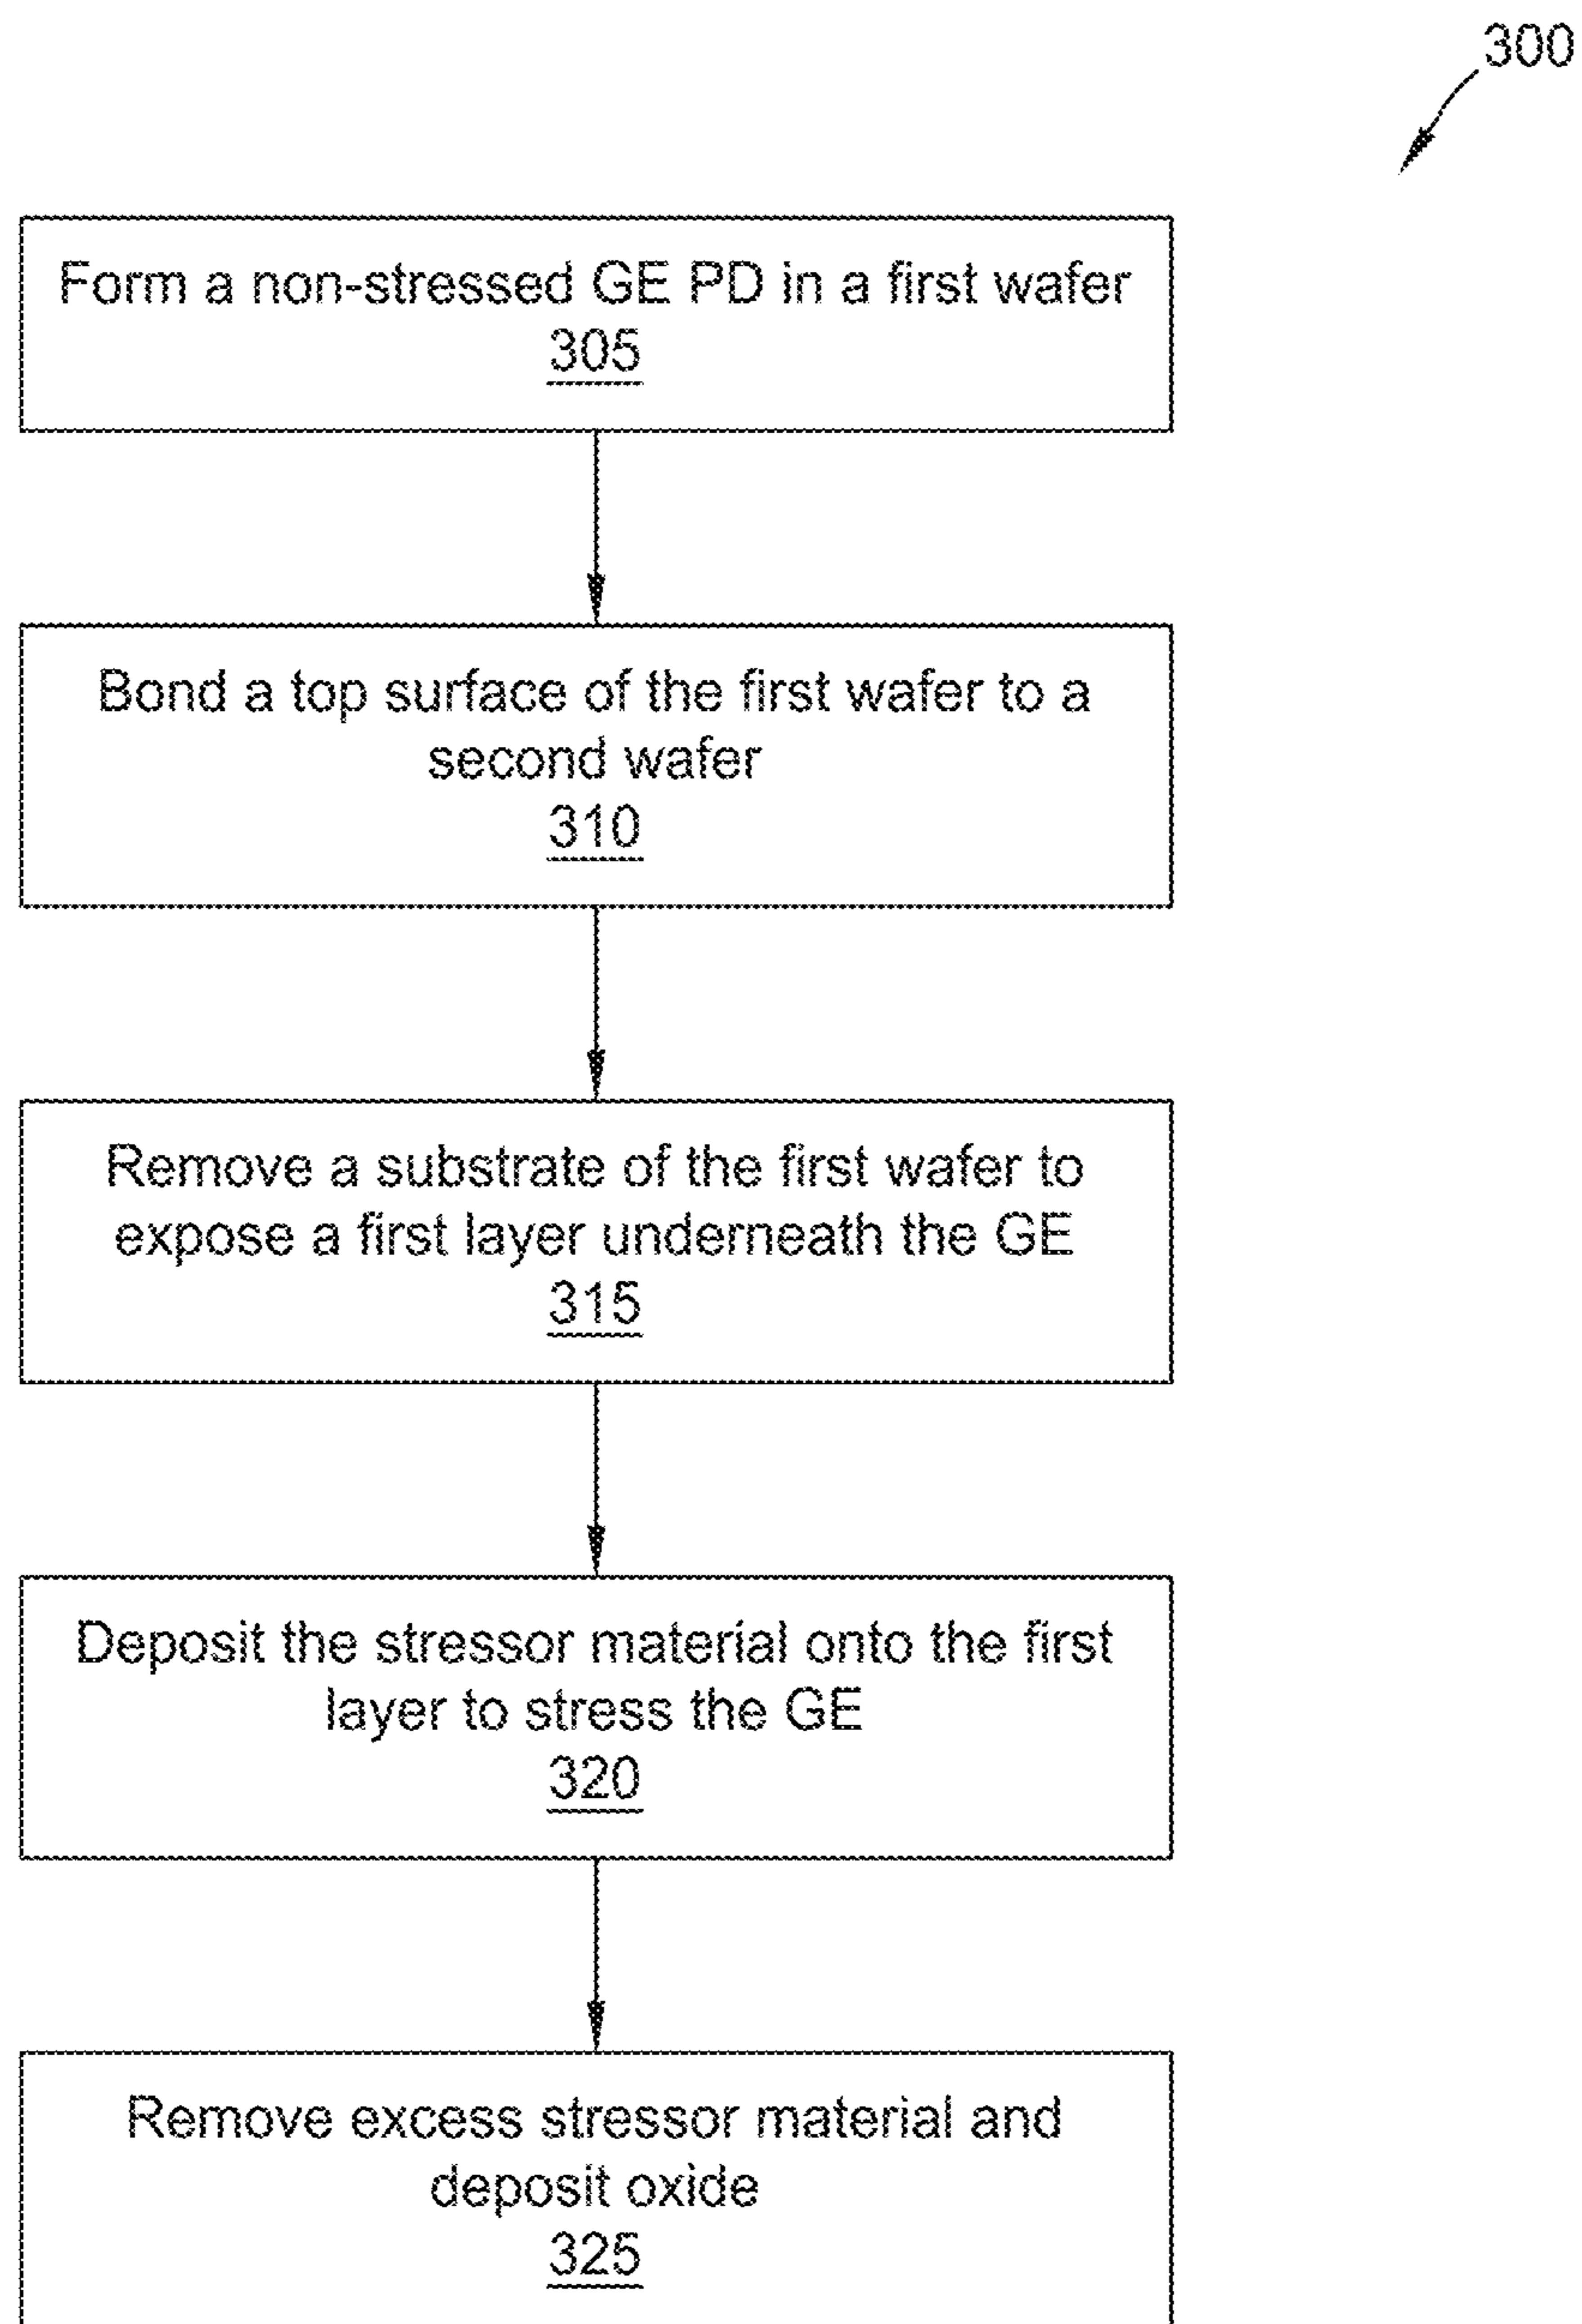 300
Form a non-stressed GE PD in a first wafer
305
Bond a top surface of the first wafer to a
second wafer
310
Remove a substrate of the first wafer to
expose a first layer underneath the GE
315
Deposit the stressor material onto the first
layer to stress the GE
320
Remove excess stressor material and
deposit oxide
325